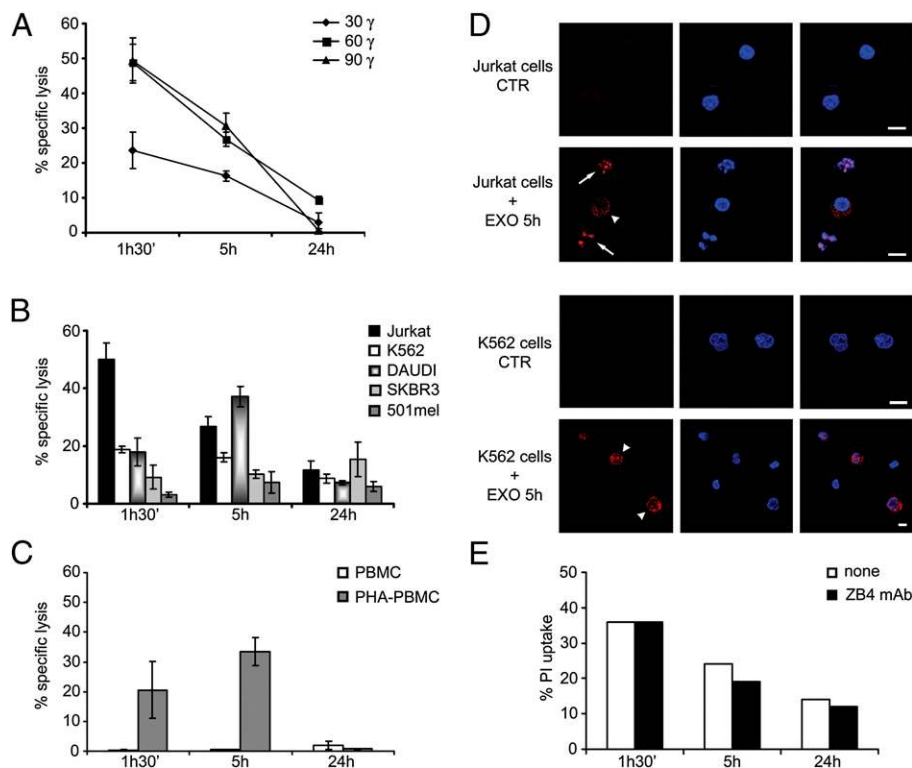 A
% specific lysis
60
50
40
30
20
10
0
1h30'
5h
24h
30 γ
60 γ
90 γ
B
% specific lysis
60
40
20
0
1h30'
5h
24h
Jurkat
K562
DAUDI
SKBR3
501mel
C
% specific lysis
60
50
40
30
20
10
0
1h30'
5h
24h
PBMC
PHA-PBMC
D
Jurkat cells
CTR
Jurkat cells
+
EXO 5h
K562 cells
CTR
K562 cells
+
EXO 5h
E
% PI uptake
50
40
30
20
10
0
1h30'
5h
24h
none
ZB4 mAb